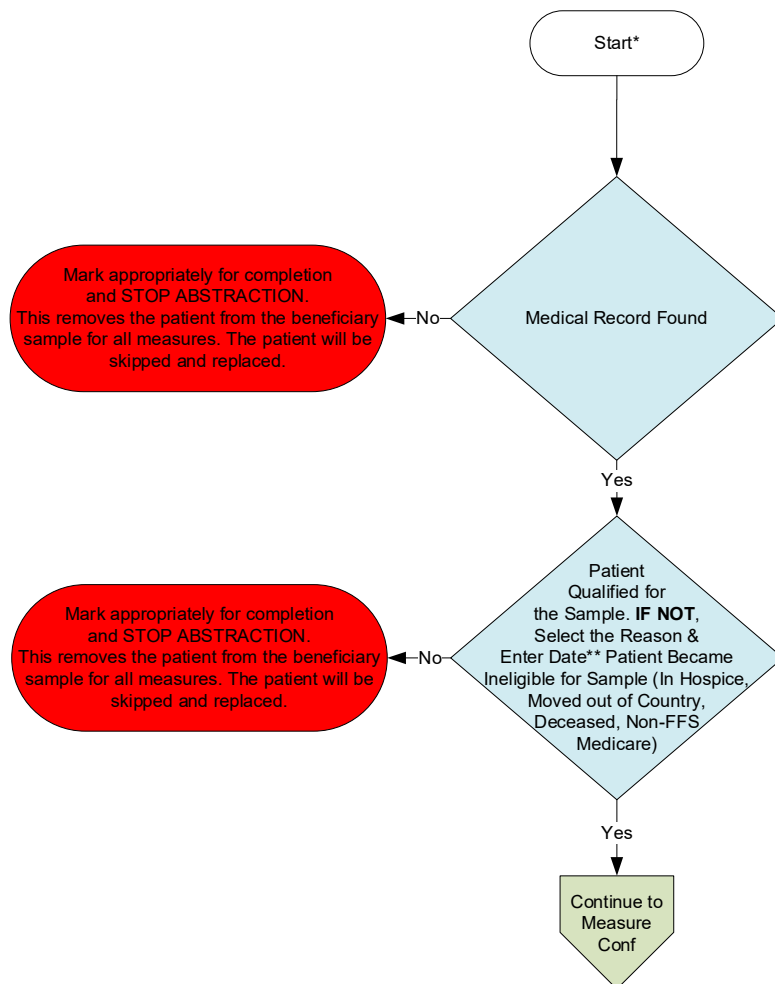 Start*
Mark appropriately for completion
and STOP ABSTRACTION.
This removes the patient from the beneficiary
sample for all measures. The patient will be
skipped and replaced.
No
Medical Record Found
Yes
Mark appropriately for completion
and STOP ABSTRACTION.
This removes the patient from the beneficiary
sample for all measures. The patient will be
skipped and replaced.
No
Patient
Qualified for
the Sample. IF NOT,
Select the Reason &
Enter Date** Patient Became
Ineligible for Sample (In Hospice,
Moved out of Country,
Deceased, Non-FFS
Medicare)
Yes
Continue to
Measure
Conf